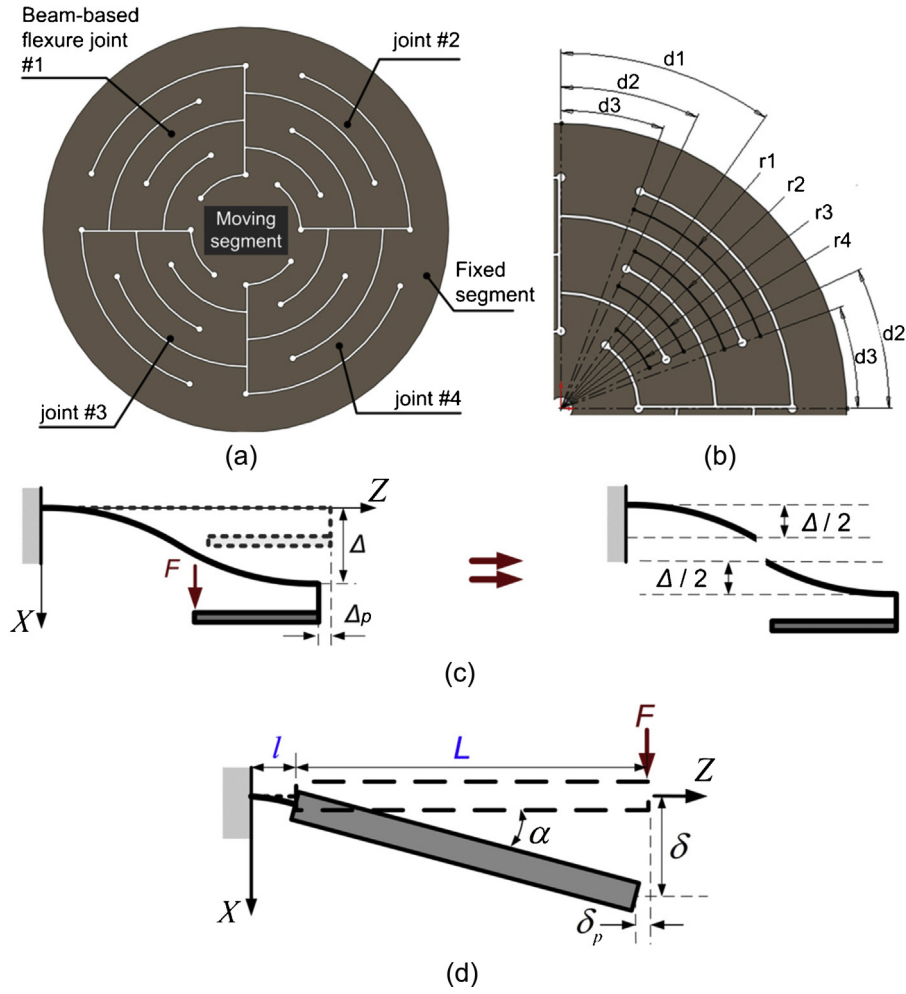 Beam-based
flexure joint
#1
joint #2
Moving
segment
Fixed
segment
joint #3
joint #4
(a)
d1
d2
d3
r1
r2
r3
r4
d2
d3
(b)
Z
Δ
F
X
Δp
Δ / 2
Δ / 2
(c)
F
l
L
Z
α
δ
X
δp
(d)